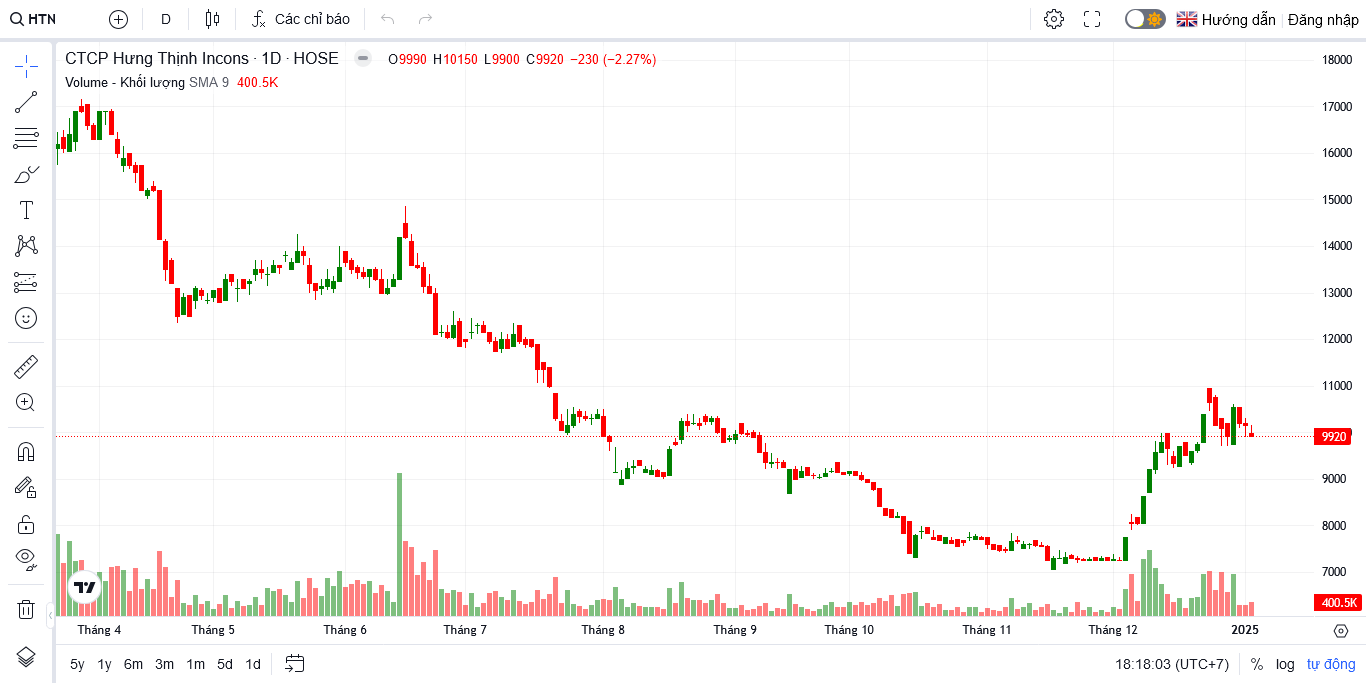 HTN
D
Các chỉ báo
Hướng dẫn
Đăng nhập
CTCP Hưng Thịnh Incons · 1D · HOSE
O9990 H10150 L9900 C9920 −230 (−2.27%)
Volume - Khối lượng SMA 9 400.5K
18000
17000
16000
15000
14000
13000
12000
11000
9920
9000
8000
7000
400.5K
Tháng 4 Tháng 5 Tháng 6 Tháng 7 Tháng 8 Tháng 9 Tháng 10 Tháng 11 Tháng 12 2025
5y 1y 6m 3m 1m 5d 1d
18:18:03 (UTC+7) % log tự động